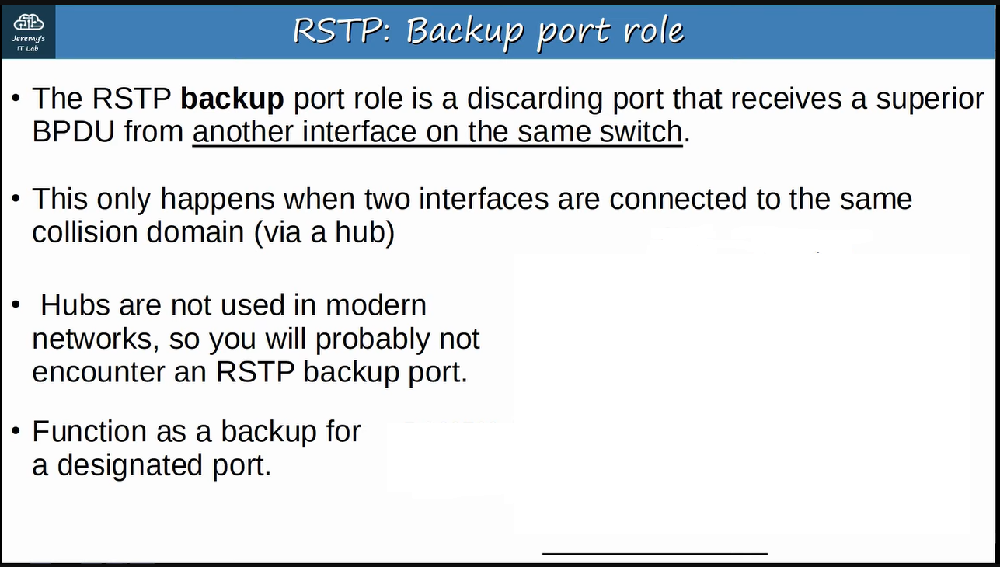 Jeremy's
IT Lab
RSTP: Backup port role
• The RSTP backup port role is a discarding port that receives a superior
BPDU from another interface on the same switch.
• This only happens when two interfaces are connected to the same
collision domain (via a hub)
• Hubs are not used in modern
networks, so you will probably not
encounter an RSTP backup port.
• Function as a backup for
a designated port.